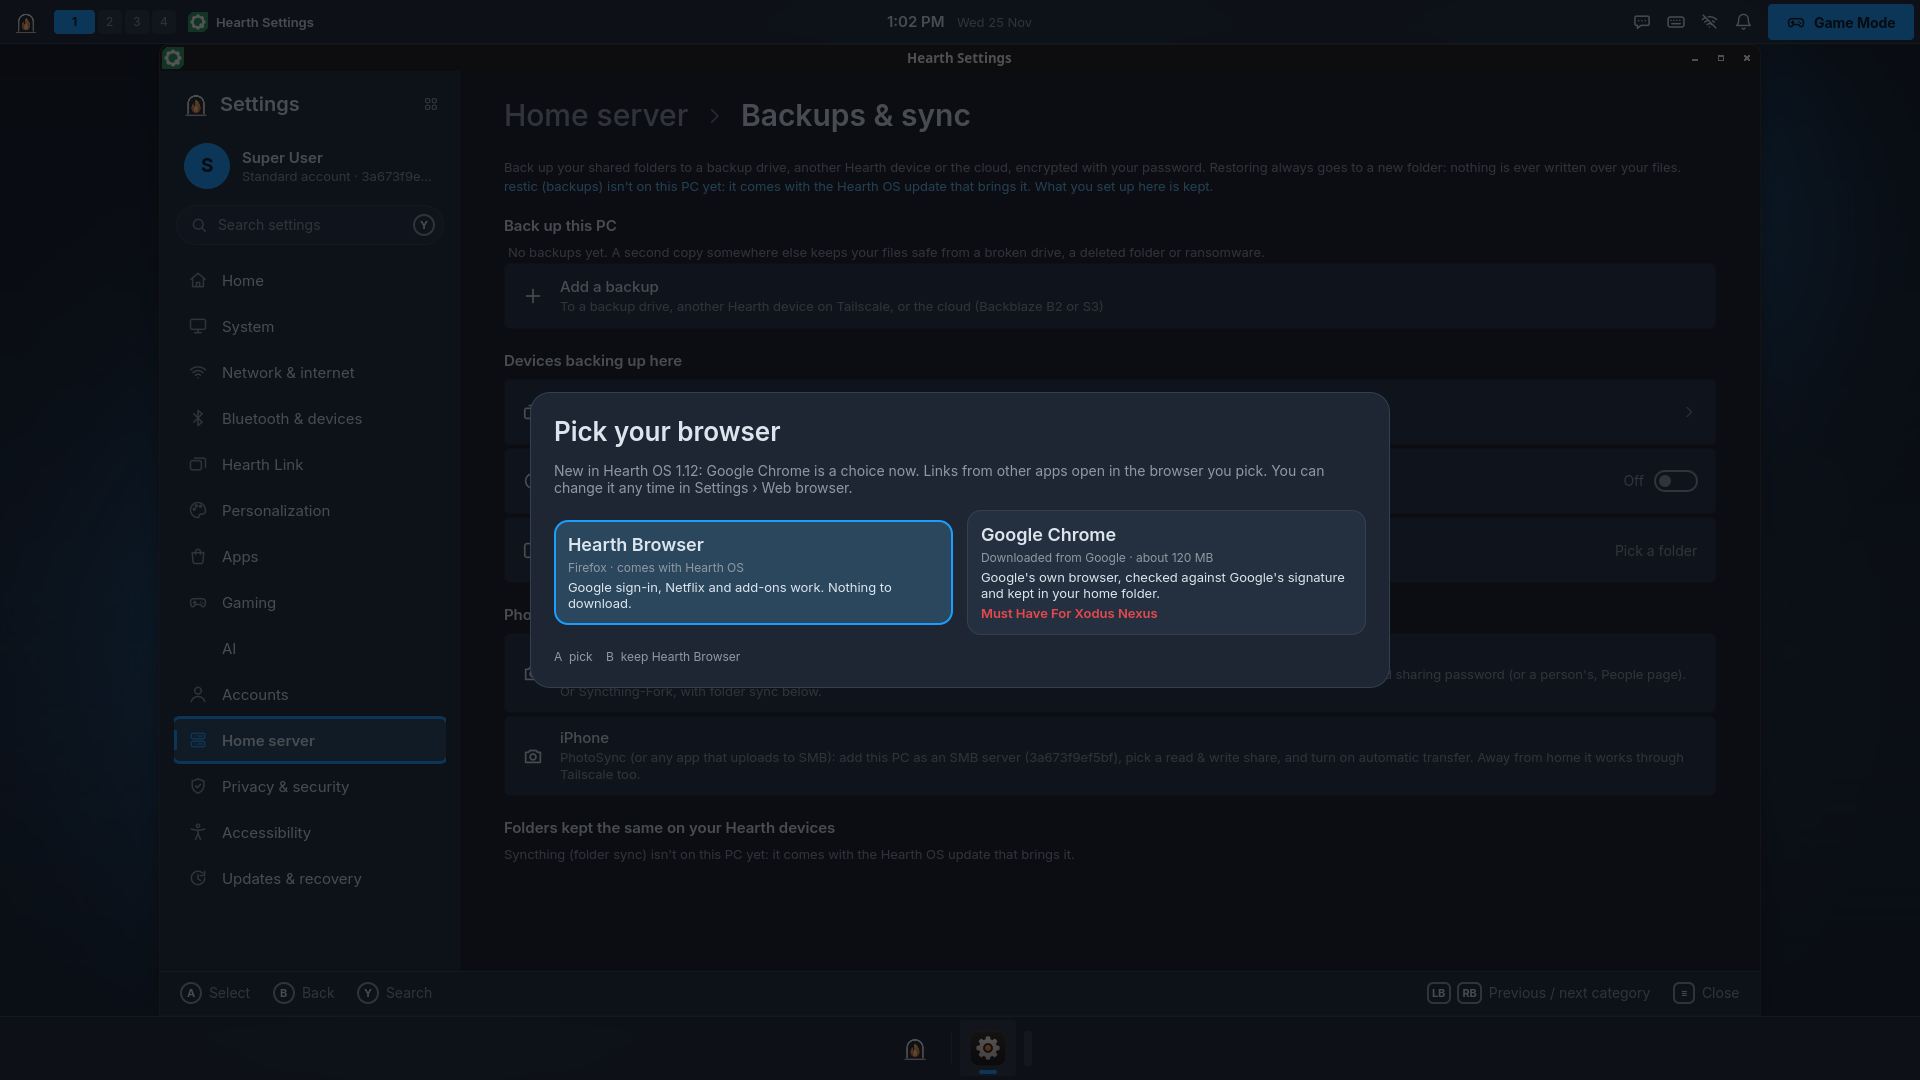 1 2 3 4 Hearth Settings 1:02 PM Wed 25 Nov Game Mode
Hearth Settings
Settings
S
Super User
Standard account · 3a673f9e...
Search settings Y
Home
System
Network & internet
Bluetooth & devices
Hearth Link
Personalization
Apps
Gaming
AI
Accounts
Home server
Privacy & security
Accessibility
Updates & recovery
Home server › Backups & sync
Back up your shared folders to a backup drive, another Hearth device or the cloud, encrypted with your password. Restoring always goes to a new folder: nothing is ever written over your files.
restic (backups) isn't on this PC yet: it comes with the Hearth OS update that brings it. What you set up here is kept.
Back up this PC
No backups yet. A second copy somewhere else keeps your files safe from a broken drive, a deleted folder or ransomware.
Add a backup
To a backup drive, another Hearth device on Tailscale, or the cloud (Backblaze B2 or S3)
Devices backing up here
Off
Pick a folder
Pick your browser
New in Hearth OS 1.12: Google Chrome is a choice now. Links from other apps open in the browser you pick. You can
change it any time in Settings › Web browser.
Hearth Browser
Firefox · comes with Hearth OS
Google sign-in, Netflix and add-ons work. Nothing to
download.
Google Chrome
Downloaded from Google · about 120 MB
Google's own browser, checked against Google's signature
and kept in your home folder.
Must Have For Xodus Nexus
A pick B keep Hearth Browser
Pho
sharing password (or a person's, People page).
Or Syncthing-Fork, with folder sync below.
iPhone
PhotoSync (or any app that uploads to SMB): add this PC as an SMB server (3a673f9ef5bf), pick a read & write share, and turn on automatic transfer. Away from home it works through
Tailscale too.
Folders kept the same on your Hearth devices
Syncthing (folder sync) isn't on this PC yet: it comes with the Hearth OS update that brings it.
A Select B Back Y Search LB RB Previous / next category Close